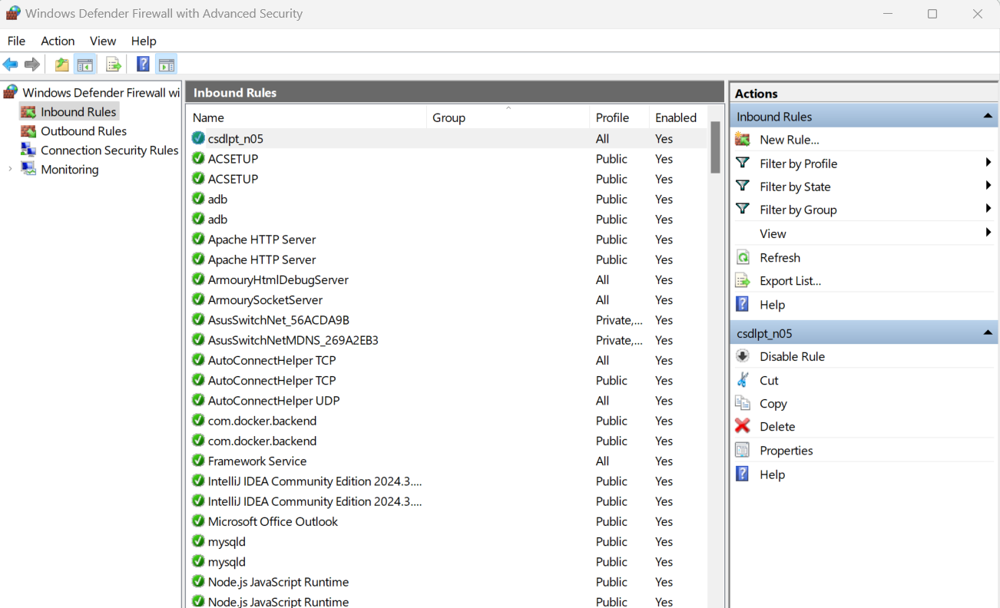 Windows Defender Firewall with Advanced Security
File Action View Help
Windows Defender Firewall wi
Inbound Rules
Outbound Rules
Connection Security Rules
Monitoring
Inbound Rules
Name Group Profile Enabled
csdlpt_n05 All Yes
ACSETUP Public Yes
ACSETUP Public Yes
adb Public Yes
adb Public Yes
Apache HTTP Server Public Yes
Apache HTTP Server Public Yes
ArmouryHtmlDebugServer All Yes
ArmourySocketServer All Yes
AsusSwitchNet_56ACDA9B Private,... Yes
AsusSwitchNetMDNS_269A2EB3 Private,... Yes
AutoConnectHelper TCP All Yes
AutoConnectHelper TCP Public Yes
AutoConnectHelper UDP All Yes
com.docker.backend Public Yes
com.docker.backend Public Yes
Framework Service All Yes
IntelliJ IDEA Community Edition 2024.3.... Public Yes
IntelliJ IDEA Community Edition 2024.3.... Public Yes
Microsoft Office Outlook Public Yes
mysqld Public Yes
mysqld Public Yes
Node.js JavaScript Runtime Public Yes
Node.js JavaScript Runtime Public Yes
Actions
Inbound Rules
New Rule...
Filter by Profile
Filter by State
Filter by Group
View
Refresh
Export List...
Help
csdlpt_n05
Disable Rule
Cut
Copy
Delete
Properties
Help